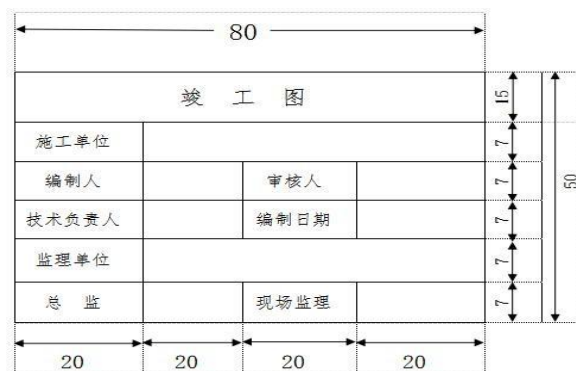 80
竣 工 图
15
施工单位
7
编制人 审核人
7
技术负责人 编制日期
7
50
监理单位
7
总 监 现场监理
7
20 20 20 20